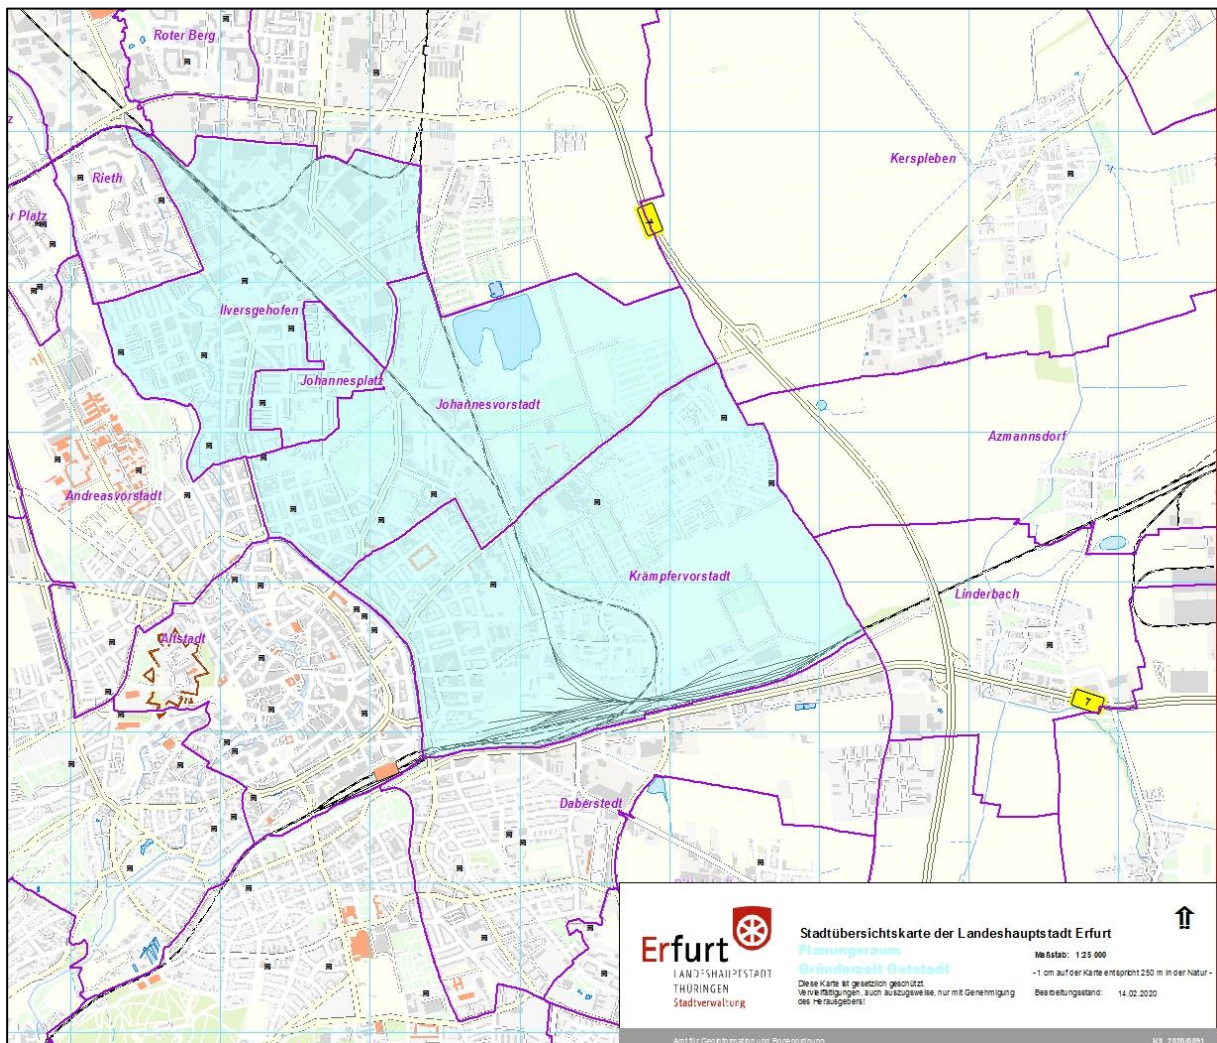 Roter Berg
Kerspleben
Rieth
er Platz
Ilversgehofen
Johannesplatz
Johannesvorstadt
Azmannsdorf
Andreasvorstadt
Krämpfervorstadt
Linderbach
Altstadt
7
7
Daberstedt
Erfurt
LANDESHAUPTSTADT
THÜRINGEN
Stadtverwaltung
Stadtübersichtskarte der Landeshauptstadt Erfurt
Planungsraum
Gründerzeit Oststadt
Diese Karte ist gesetzlich geschützt.
Vervielfältigungen, auch auszugsweise, nur mit Genehmigung
des Herausgebers!
Maßstab: 1:25 000
-1 cm auf der Karte entspricht 250 m in der Natur -
Bearbeitungsstand: 14.02.2020
Amt für Geoinformation und Bodenordnung